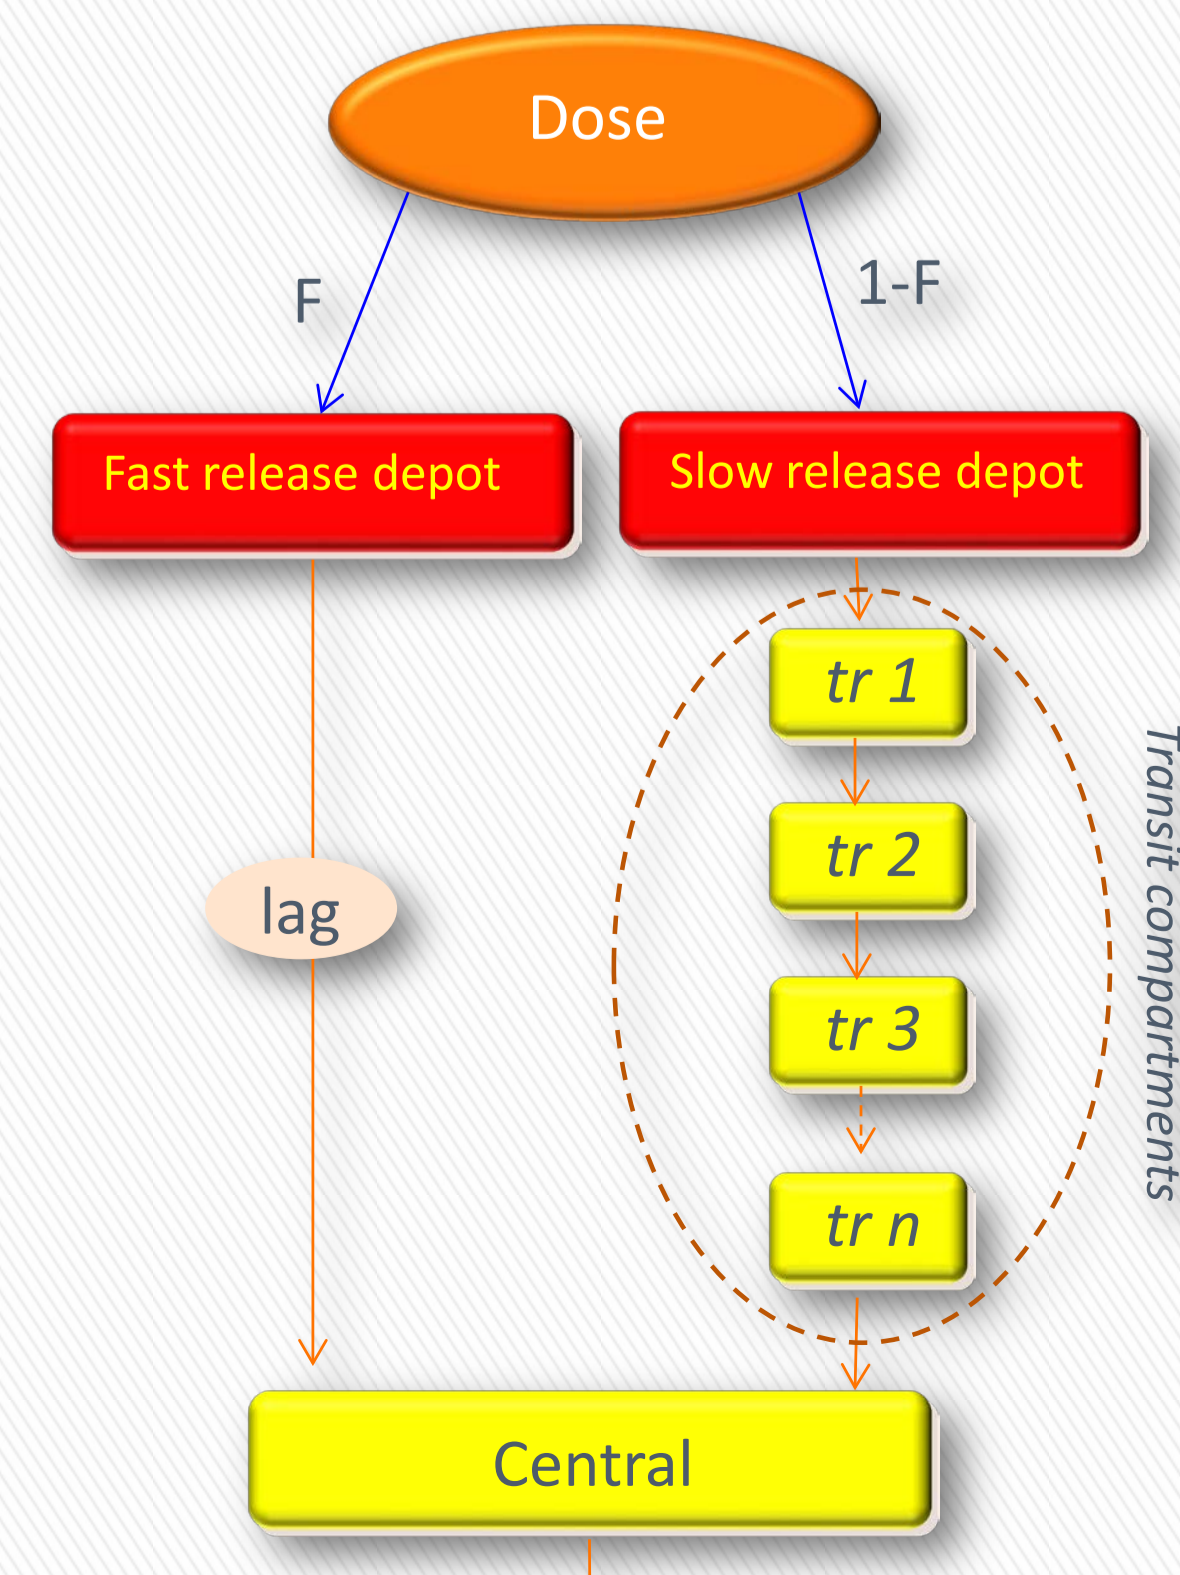 Dose
F
1-F
Fast release depot
Slow release depot
tr 1
tr 2
lag
tr 3
tr n
Transit compartments
Central